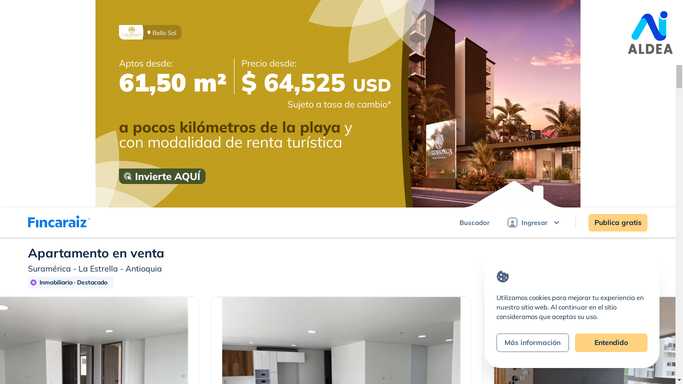 Bello Sol
ALDEA
Aptos desde:
Precio desde:
61,50 m²
$ 64,525 USD
Sujeto a tasa de cambio*
a pocos kilómetros de la playa y
con modalidad de renta turística
Invierte AQUÍ
Fincaraiz
Buscador
Ingresar
Publica gratis
Apartamento en venta
Suramérica - La Estrella - Antioquia
Inmobiliaria · Destacado
Utilizamos cookies para mejorar tu experiencia en
nuestro sitio web. Al continuar en el sitio
consideramos que aceptas su uso.
Más información
Entendido